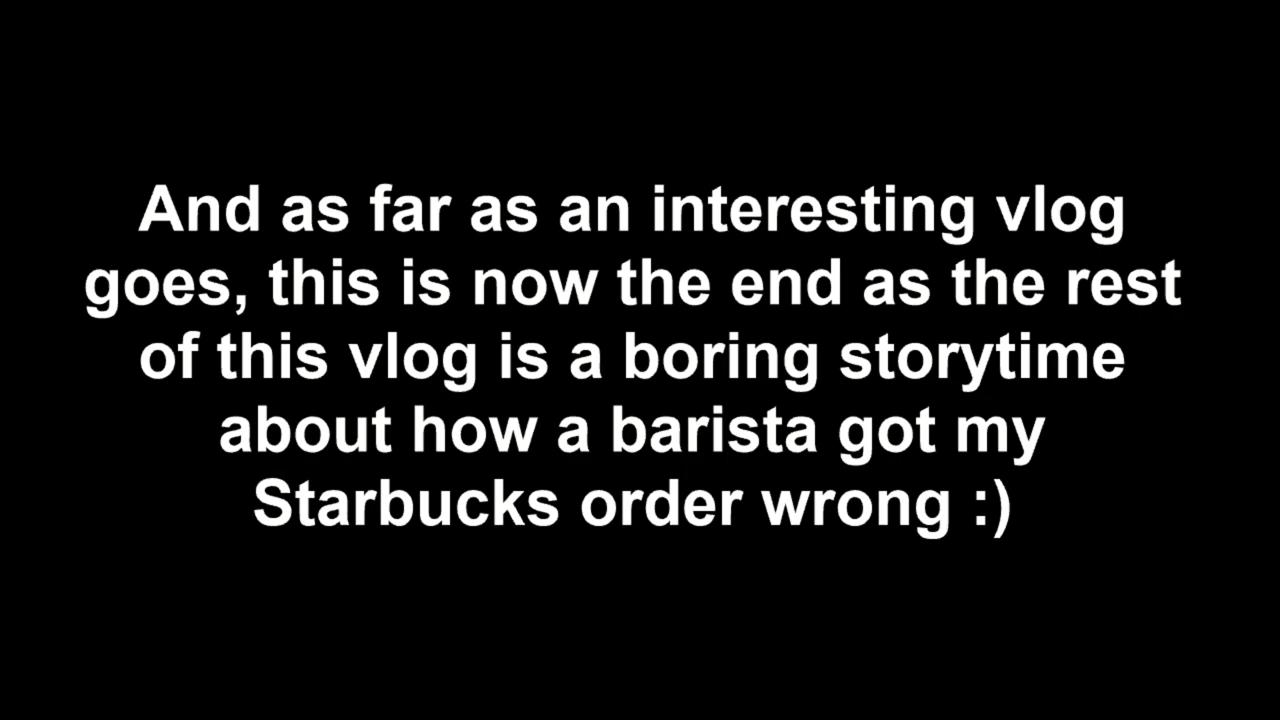 And as far as an interesting vlog
goes, this is now the end as the rest
of this vlog is a boring storytime
about how a barista got my
Starbucks order wrong :)